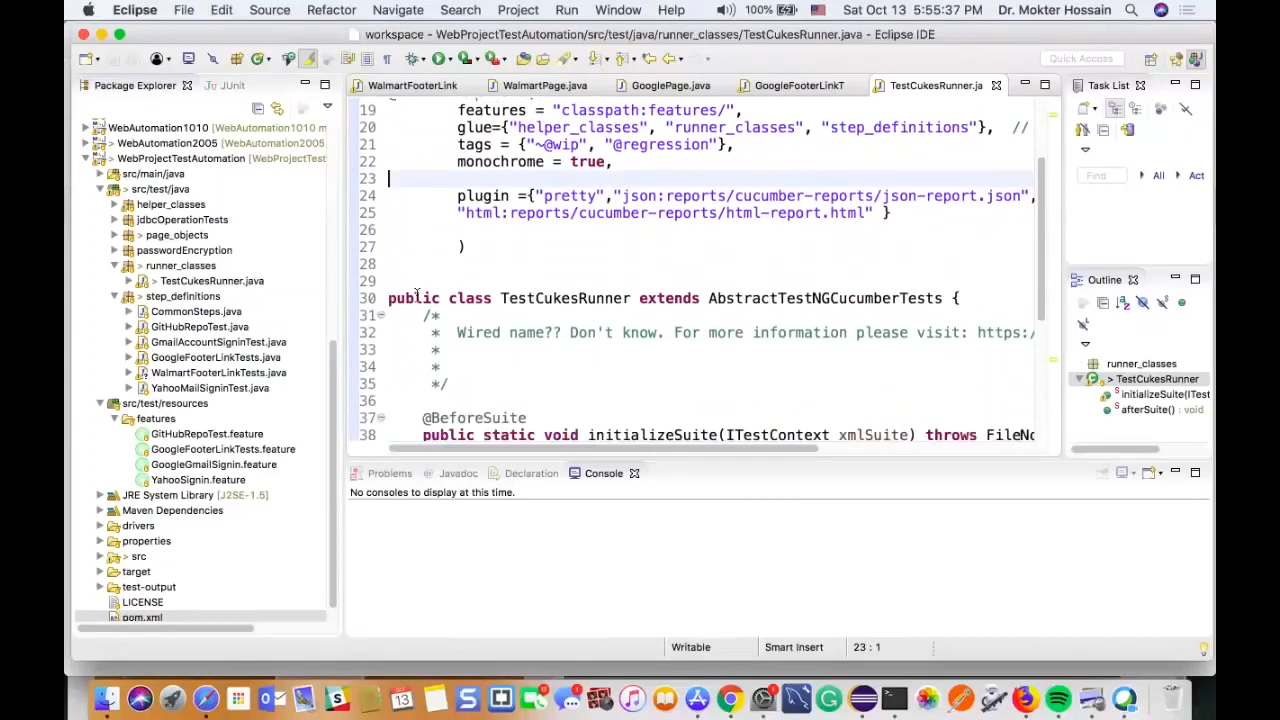 Eclipse File Edit Source Refactor Navigate Search Project Run Window Help 100% Sat Oct 13 5:55:37 PM Dr. Mokter Hossain
workspace - WebProjectTestAutomation/src/test/java/runner_classes/TestCukesRunner.java - Eclipse IDE
Quick Access
Package Explorer JUnit
WalmartFooterLink WalmartPage.java GooglePage.java GoogleFooterLinkT TestCukesRunner.ja
Task List
Find All Act
WebAutomation1010 [WebAutomation1010 m
> WebAutomation2005 [WebAutomation2005
> WebProjectTestAutomation [WebProjectTest
src/main/java
> src/test/java
helper_classes
jdbcOperationTests
> page_objects
passwordEncryption
> runner_classes
> TestCukesRunner.java
> step_definitions
> CommonSteps.java
> GitHubRepoTest.java
> GmailAccountSigninTest.java
> GoogleFooterLinkTests.java
WalmartFooterLinkTests.java
> YahooMailSigninTest.java
> src/test/resources
> features
GitHubRepoTest.feature
GoogleFooterLinkTests.feature
GoogleGmailSignin.feature
YahooSignin.feature
JRE System Library [J2SE-1.5]
Maven Dependencies
drivers
properties
> src
target
test-output
LICENSE
pom.xml
19 features = "classpath:features/",
20 glue={"helper_classes", "runner_classes", "step_definitions"}, //
21 tags = {"~@wip", "@regression"},
22 monochrome = true,
23
24 plugin ={"pretty","json:reports/cucumber-reports/json-report.json",
25 "html:reports/cucumber-reports/html-report.html" }
26
27 )
28
29
30 public class TestCukesRunner extends AbstractTestNGCucumberTests {
31 /*
32 * Wired name?? Don't know. For more information please visit: https:/
33 *
34 *
35 */
36
37 @BeforeSuite
38 public static void initializeSuite(ITestContext xmlSuite) throws FileNo
Outline
runner_classes
> TestCukesRunner
initializeSuite(ITest
afterSuite() : void
Problems Javadoc Declaration Console
No consoles to display at this time.
Writable Smart Insert 23 : 1